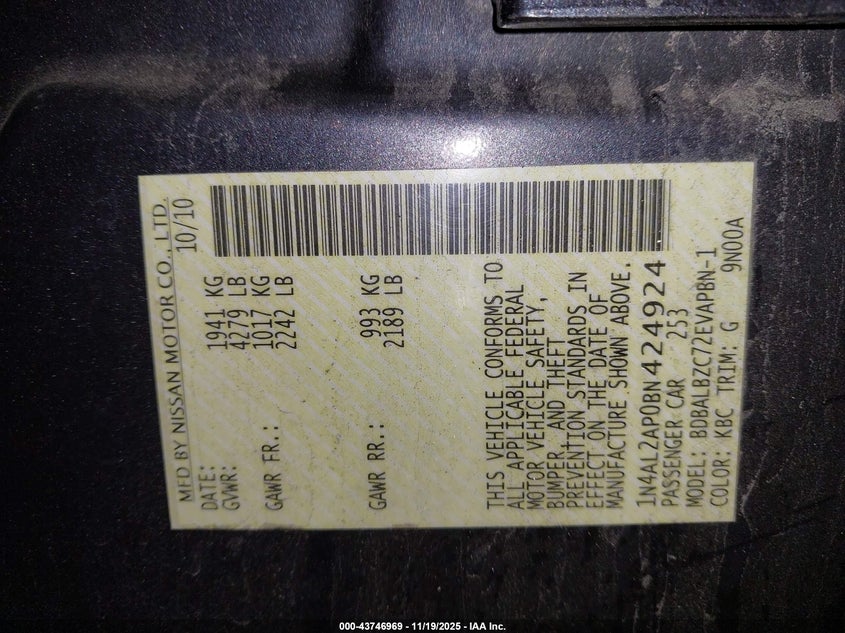 MFD BY NISSAN MOTOR CO., LTD.
DATE: 10/10
GVWR: 1941 KG
4279 LB
GAWR FR.: 1017 KG
2242 LB
GAWR RR.: 993 KG
2189 LB
THIS VEHICLE CONFORMS TO
ALL APPLICABLE FEDERAL
MOTOR VEHICLE SAFETY,
BUMPER, AND THEFT
PREVENTION STANDARDS IN
EFFECT ON THE DATE OF
MANUFACTURE SHOWN ABOVE.
1N4AL2AP0BN424924
PASSENGER CAR 253
MODEL: BDBALBZC72EVAPBN-1
COLOR: KBC TRIM: G 9N00A
000-43746969 - 11/19/2025 - IAA Inc.